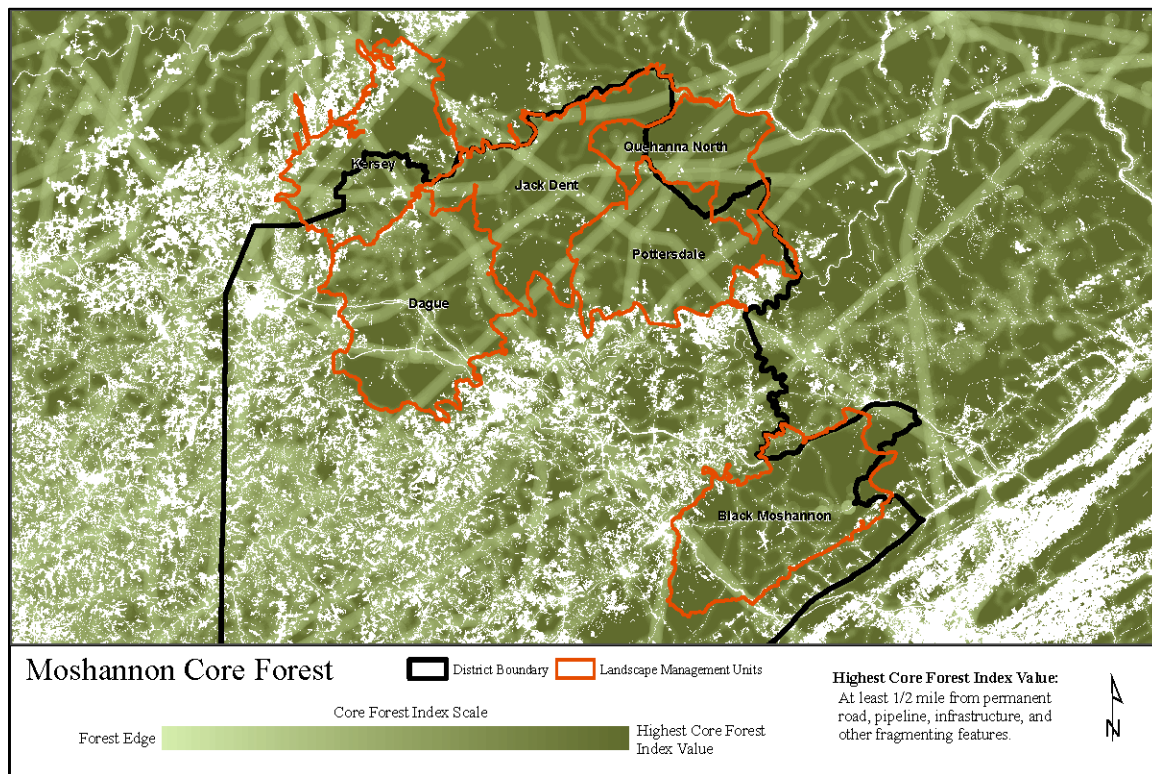 Quehanna North
Kersey
Jack Dent
Pottersdale
Dague
Black Moshannon
Moshannon Core Forest
District Boundary
Landscape Management Units
Core Forest Index Scale
Forest Edge
Highest Core Forest
Index Value
Highest Core Forest Index Value:
At least 1/2 mile from permanent
road, pipeline, infrastructure, and
other fragmenting features.
N